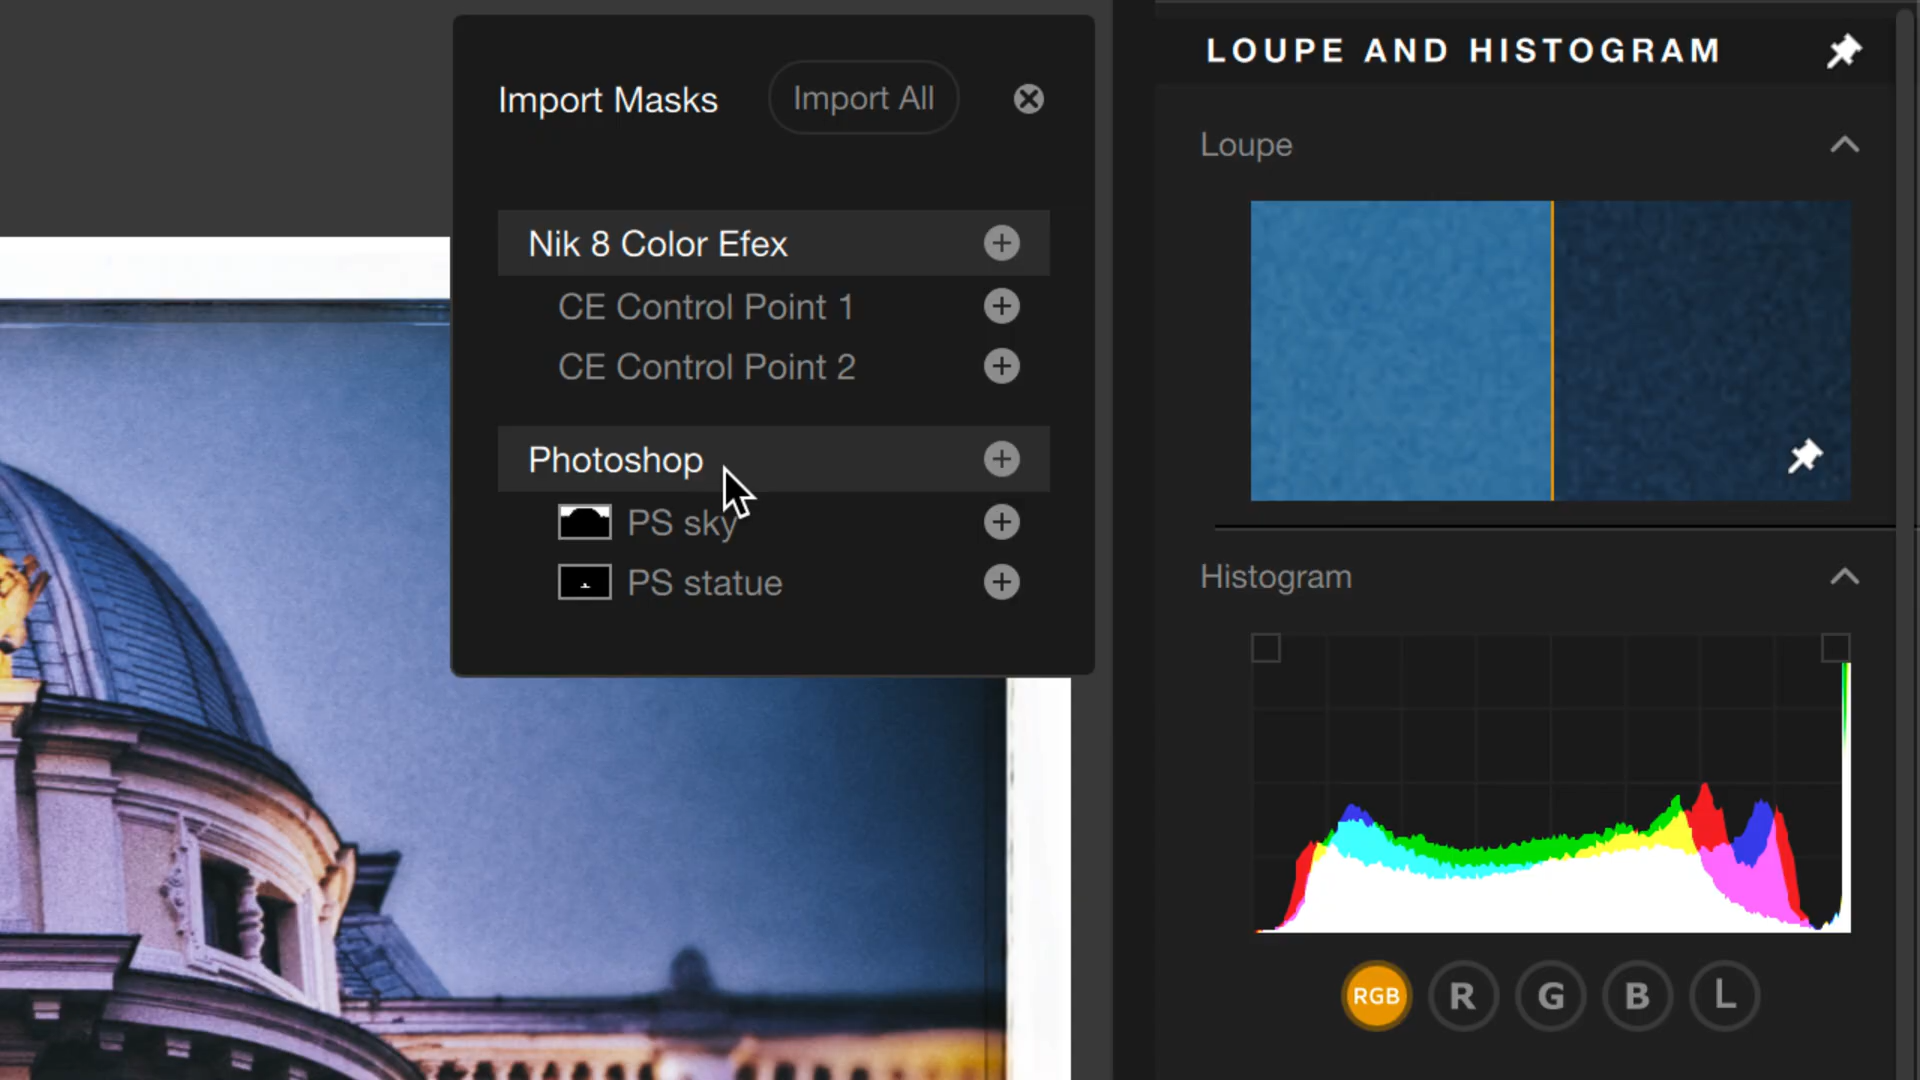 Import Masks
Import All
Nik 8 Color Efex
CE Control Point 1
CE Control Point 2
Photoshop
PS sky
PS statue
LOUPE AND HISTOGRAM
Loupe
Histogram
RGB R G B L